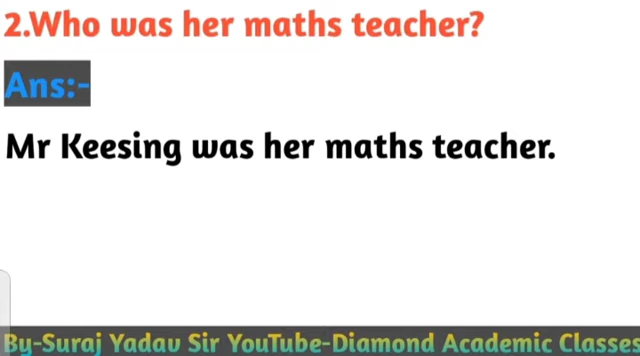 2.Who was her maths teacher?
Ans:-
Mr Keesing was her maths teacher.
By-Suraj Yadav Sir YouTube-Diamond Academic Classes